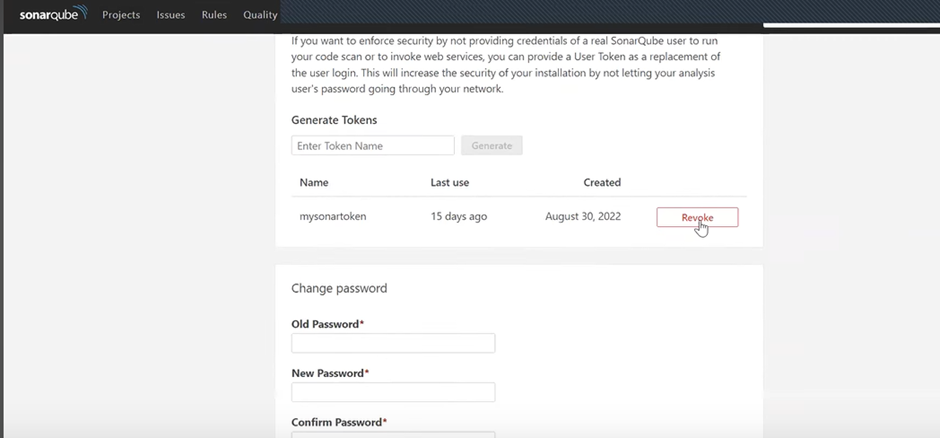 sonarqube Projects Issues Rules Quality
If you want to enforce security by not providing credentials of a real SonarQube user to run
your code scan or to invoke web services, you can provide a User Token as a replacement of
the user login. This will increase the security of your installation by not letting your analysis
user's password going through your network.
Generate Tokens
Enter Token Name Generate
Name Last use Created
mysonartoken 15 days ago August 30, 2022 Revoke
Change password
Old Password*
New Password*
Confirm Password*